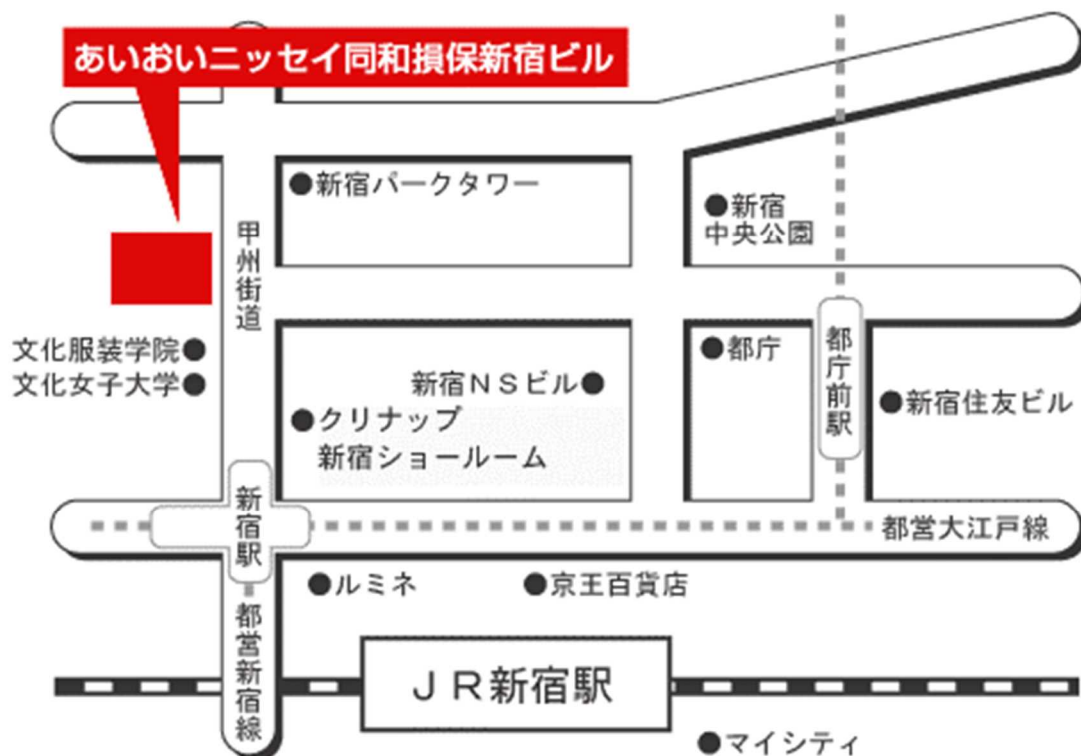 あいおいニッセイ同和損保新宿ビル
新宿パークタワー
新宿
中央公園
甲州街道
文化服装学院
文化女子大学
新宿ＮＳビル
クリナップ
新宿ショールーム
都庁
都庁前駅
新宿住友ビル
新宿駅
都営大江戸線
ルミネ
京王百貨店
都営新宿線
ＪＲ新宿駅
マイシティ